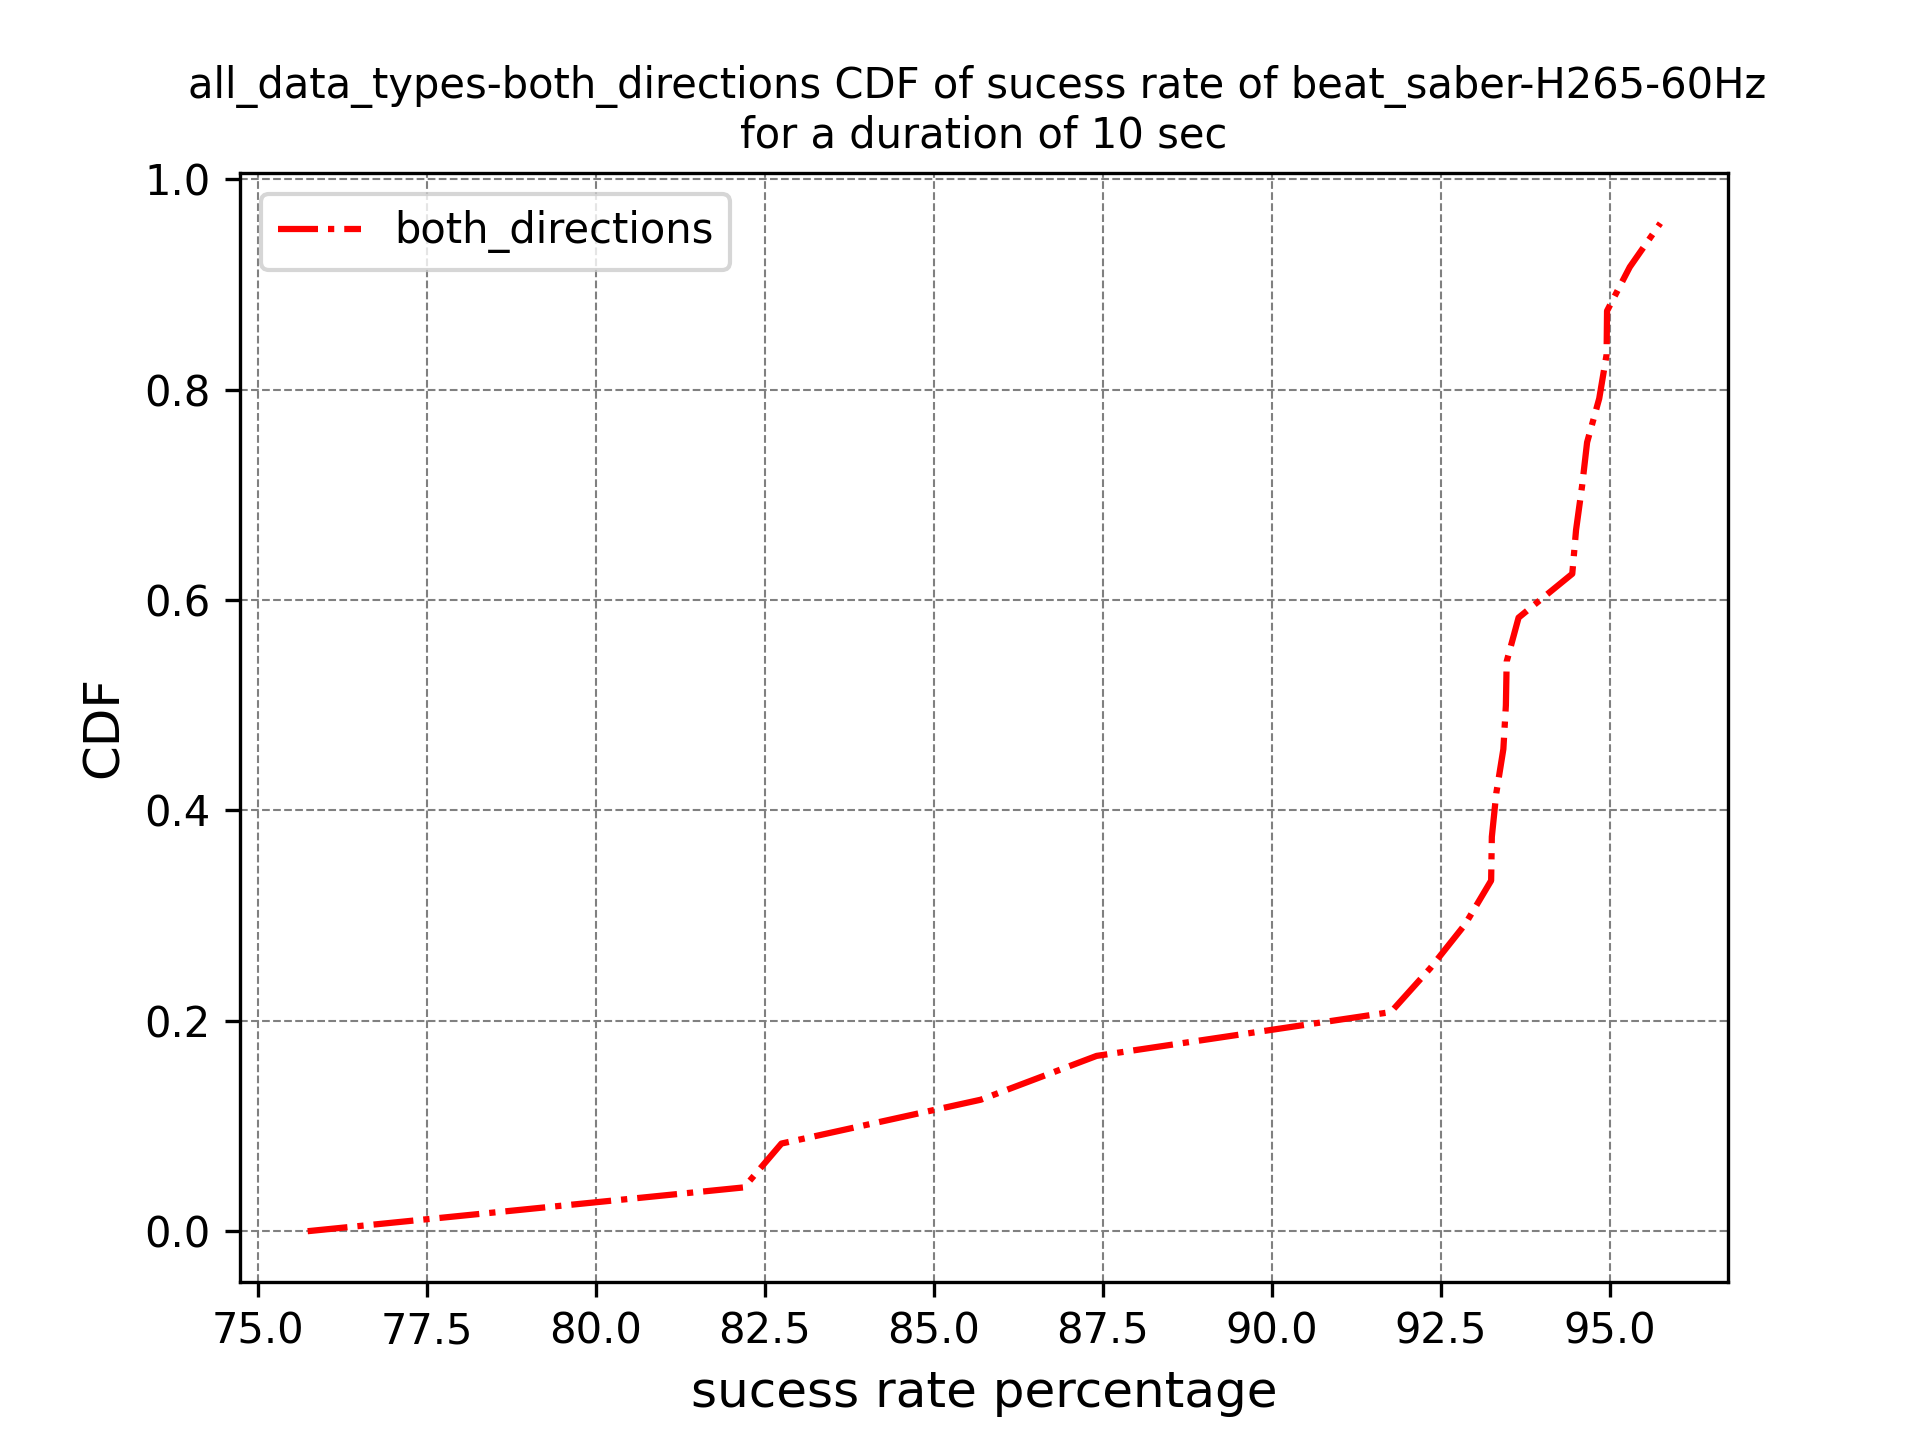 all_data_types-both_directions CDF of sucess rate of beat_saber-H265-60Hz
for a duration of 10 sec
1.0
both_directions
0.8
0.6
CDF
0.4
0.2
0.0
75.0 77.5 80.0 82.5 85.0 87.5 90.0 92.5 95.0
sucess rate percentage